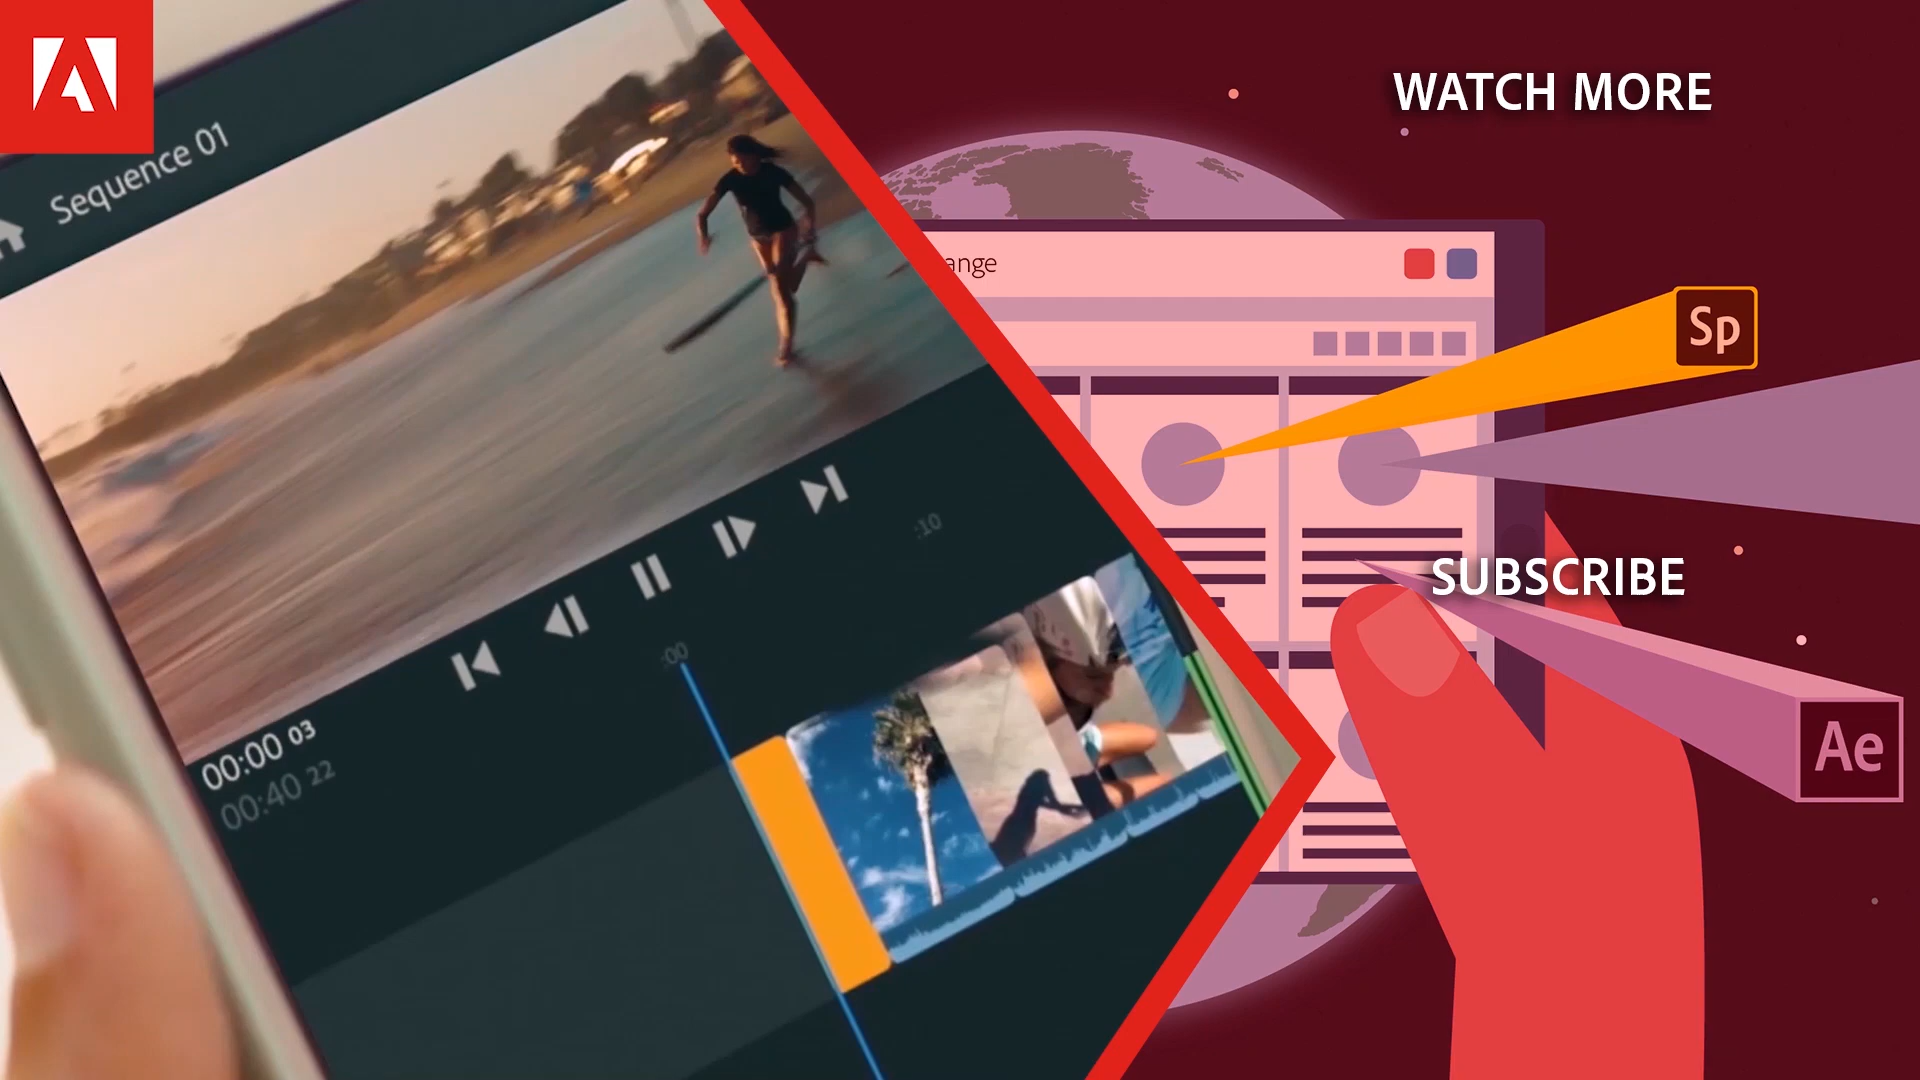 Sequence 01
WATCH MORE
ange
Sp
:10
SUBSCRIBE
:00
00:00 03
00:40 22
Ae